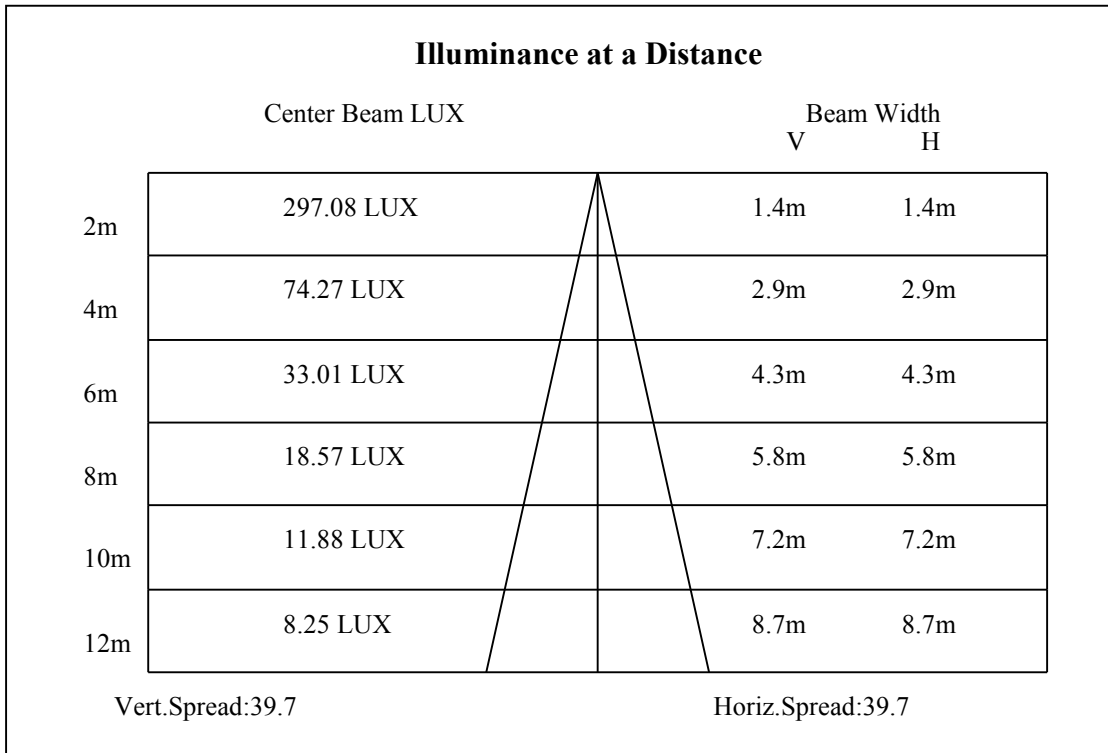 Illuminance at a Distance
Center Beam LUX Beam Width
V H
2m 297.08 LUX 1.4m 1.4m
4m 74.27 LUX 2.9m 2.9m
6m 33.01 LUX 4.3m 4.3m
8m 18.57 LUX 5.8m 5.8m
10m 11.88 LUX 7.2m 7.2m
12m 8.25 LUX 8.7m 8.7m
Vert.Spread:39.7 Horiz.Spread:39.7